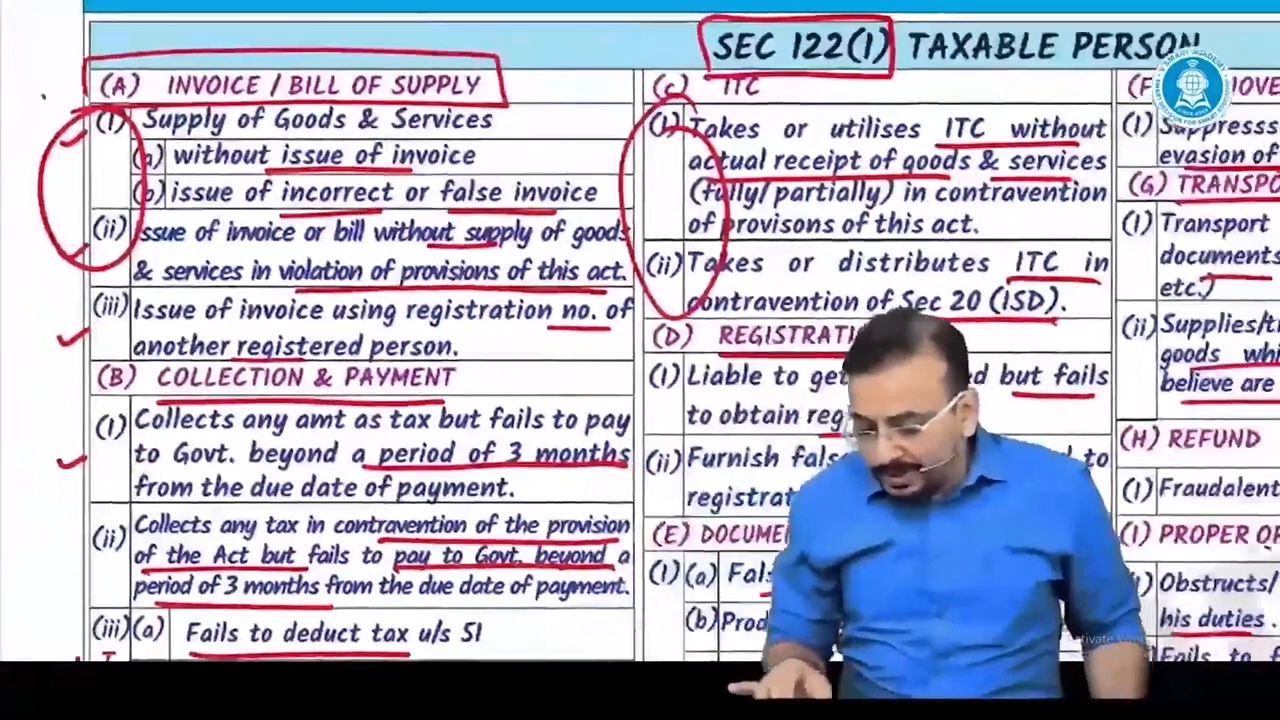 SEC 122(1) TAXABLE PERSON
(A) INVOICE / BILL OF SUPPLY
(i) Supply of Goods & Services
(a) without issue of invoice
(b) issue of incorrect or false invoice
(ii) Issue of invoice or bill without supply of goods
& services in violation of provisions of this act.
(iii) Issue of invoice using registration no. of
another registered person.
(B) COLLECTION & PAYMENT
(i) Collects any amt as tax but fails to pay
to Govt. beyond a period of 3 months
from the due date of payment.
(ii) Collects any tax in contravention of the provision
of the Act but fails to pay to Govt. beyond a
period of 3 months from the due date of payment.
(iii) (a) Fails to deduct tax u/s 51
(C) ITC
(i) Takes or utilises ITC without
actual receipt of goods & services
(fully/partially) in contravention
of provisons of this act.
(ii) Takes or distributes ITC in
contravention of Sec 20 (ISD).
(D) REGISTRATI
(i) Liable to get d but fails
to obtain reg
(ii) Furnish fals to
registrat
(E) DOCUME
(i) (a) Fals
(b) Prod
(i) Suppresss
evasion of
(G) TRANSPO
(i) Transport
documents
etc.)
(ii) Supplies/t
goods whi
believe are
(H) REFUND
(i) Fraudalent
(I) PROPER OF
(i) Obstructs/
his duties.
Fails to f